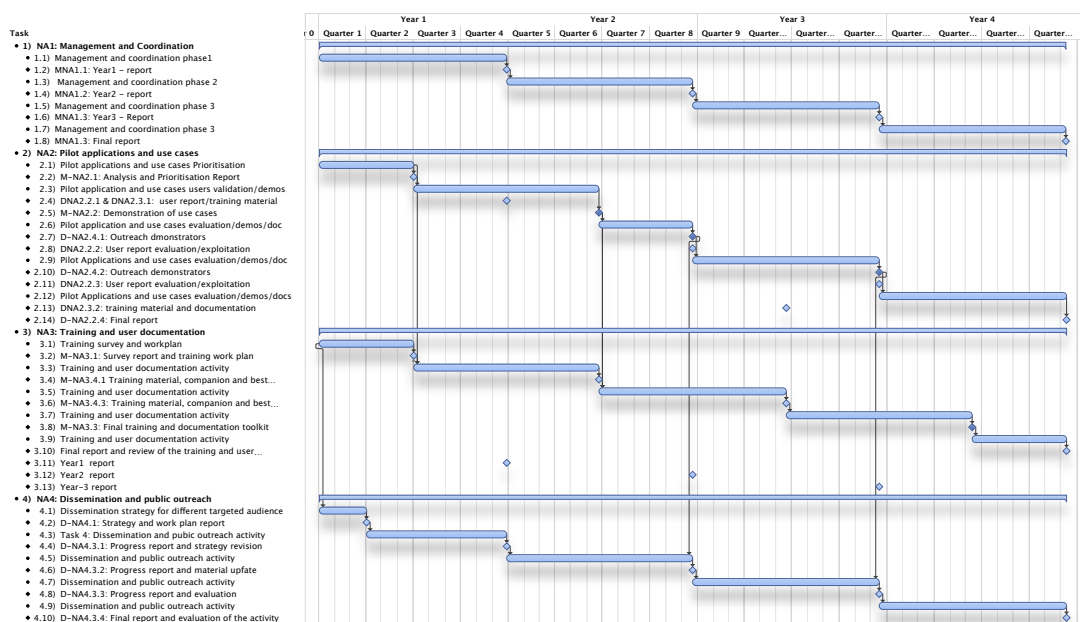 Year 1 Year 2 Year 3 Year 4
Task r 0 Quarter 1 Quarter 2 Quarter 3 Quarter 4 Quarter 5 Quarter 6 Quarter 7 Quarter 8 Quarter 9 Quarter... Quarter... Quarter... Quarter... Quarter... Quarter... Quarter...
1) NA1: Management and Coordination
1.1) Management and coordination phase1
1.2) MNA1.1: Year1 - report
1.3) Management and coordination phase 2
1.4) MNA1.2: Year2 - report
1.5) Management and coordination phase 3
1.6) MNA1.3: Year3 - Report
1.7) Management and coordination phase 3
1.8) MNA1.3: Final report
2) NA2: Pilot applications and use cases
2.1) Pilot applications and use cases Prioritisation
2.2) M-NA2.1: Analysis and Prioritisation Report
2.3) Pilot application and use cases users validation/demos
2.4) DNA2.2.1 & DNA2.3.1: user report/training material
2.5) M-NA2.2: Demonstration of use cases
2.6) Pilot application and use cases evaluation/demos/doc
2.7) D-NA2.4.1: Outreach dmonstrators
2.8) DNA2.2.2: User report evaluation/exploitation
2.9) Pilot Applications and use cases evaluation/demos/doc
2.10) D-NA2.4.2: Outreach demonstrators
2.11) DNA2.2.3: User report evaluation/exploitation
2.12) Pilot Applications and use cases evaluation/demos/docs
2.13) DNA2.3.2: training material and documentation
2.14) D-NA2.2.4: Final report
3) NA3: Training and user documentation
3.1) Training survey and workplan
3.2) M-NA3.1: Survey report and training work plan
3.3) Training and user documentation activity
3.4) M-NA3.4.1 Training material, companion and best...
3.5) Training and user documentation activity
3.6) M-NA3.4.3: Training material, companion and best...
3.7) Training and user documentation activity
3.8) M-NA3.3: Final training and documentation toolkit
3.9) Training and user documentation activity
3.10) Final report and review of the training and user...
3.11) Year1 report
3.12) Year2 report
3.13) Year-3 report
4) NA4: Dissemination and public outreach
4.1) Dissemination strategy for different targeted audience
4.2) D-NA4.1: Strategy and work plan report
4.3) Task 4: Dissemination and pubic outreach activity
4.4) D-NA4.3.1: Progress report and strategy revision
4.5) Dissemination and public outreach activity
4.6) D-NA4.3.2: Progress report and material upfate
4.7) Dissemination and public outreach activity
4.8) D-NA4.3.3: Progress report and evaluation
4.9) Dissemination and public outreach activity
4.10) D-NA4.3.4: Final report and evaluation of the activity